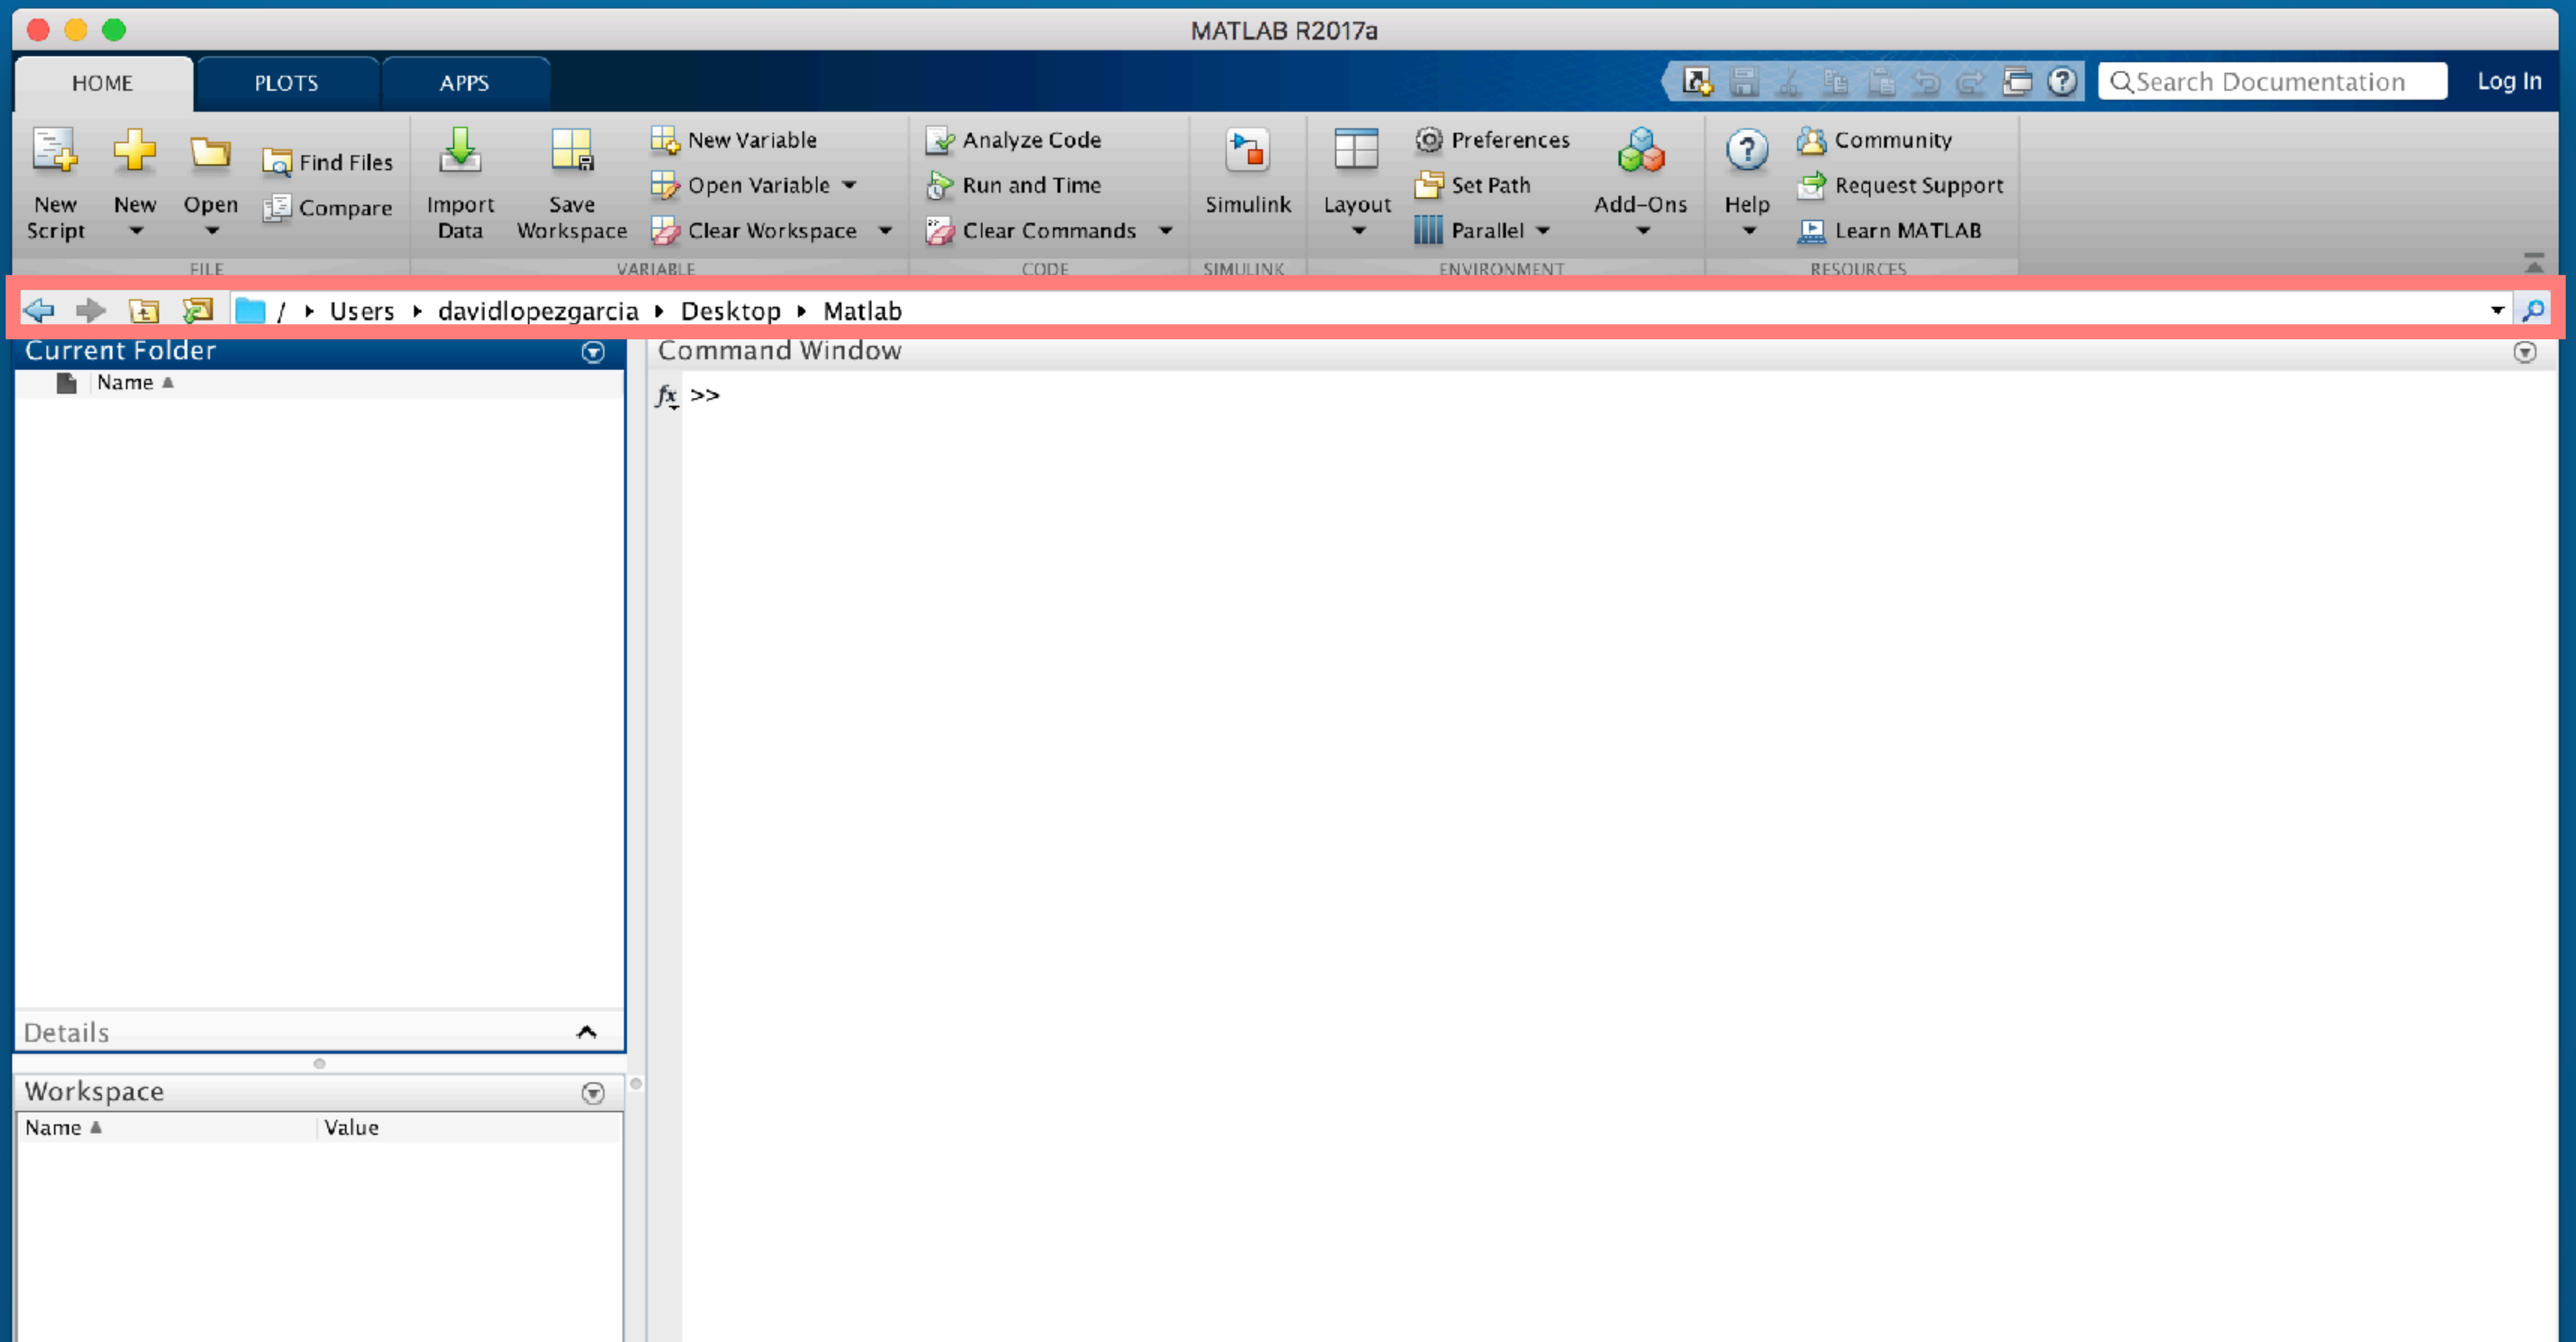 MATLAB R2017a
HOME PLOTS APPS Search Documentation Log In
New Script New Open Find Files Compare Import Data Save Workspace New Variable Open Variable Clear Workspace Analyze Code Run and Time Clear Commands Simulink Layout Preferences Set Path Parallel Add-Ons Help Community Request Support Learn MATLAB
FILE VARIABLE CODE SIMULINK ENVIRONMENT RESOURCES
/ Users davidlopezgarcia Desktop Matlab
Current Folder Command Window
Name
fx >>
Details
Workspace
Name Value